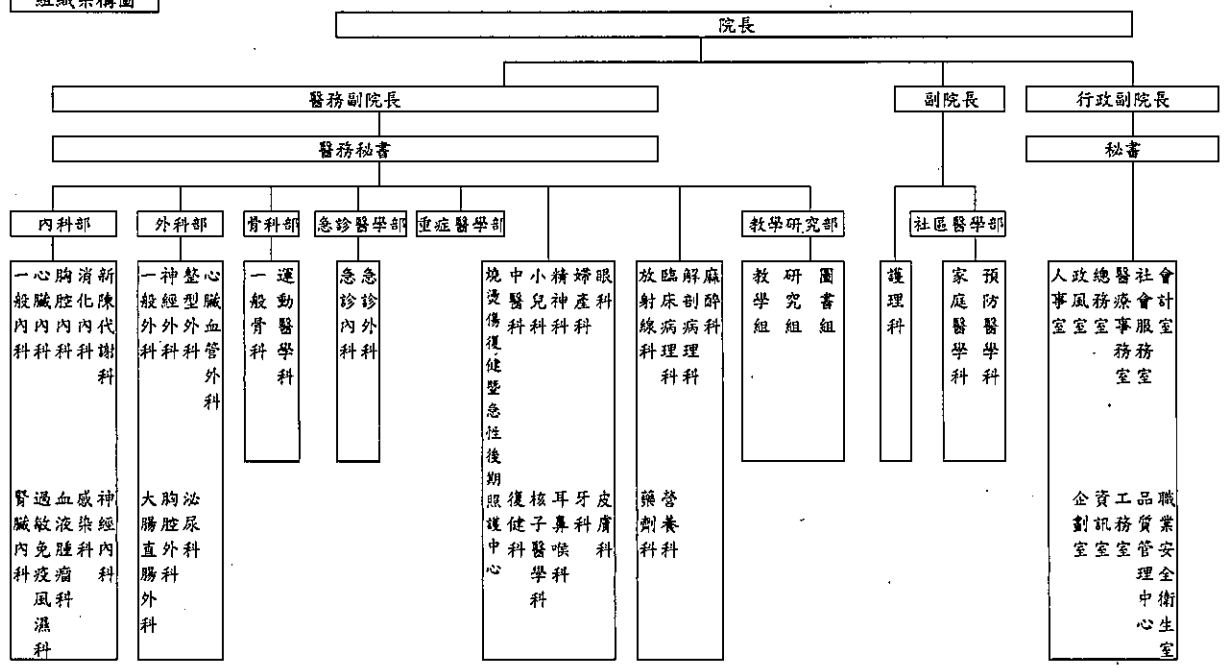 組織架構圖
院長
醫務副院長
副院長
行政副院長
醫務秘書
秘書
內科部
外科部
骨科部
急診醫學部
重症醫學部
教學研究部
社區醫學部
一般內科
心臟內科
胸腔內科
消化內科
新陳代謝科
腎臟內科
過敏免疫風濕科
血液腫瘤科
感染科
神經內科
一般外科
神經外科
整型外科
心臟血管外科
大腸直腸外科
胸腔外科
泌尿科
一般骨科
運動醫學科
急診內科
急診外科
燒燙傷復健暨急性後期照護中心
中醫科
小兒科
精神科
婦產科
眼科
復健科
核子醫學科
耳鼻喉科
牙科
皮膚科
放射線科
臨床病理科
解剖病理科
麻醉科
藥劑科
營養科
教學組
研究組
圖書組
護理科
家庭醫學科
預防醫學科
人事室
政風室
總務室
醫療事務室
社會服務室
會計室
企劃室
資訊室
工務室
品質管理中心
職業安全衛生室